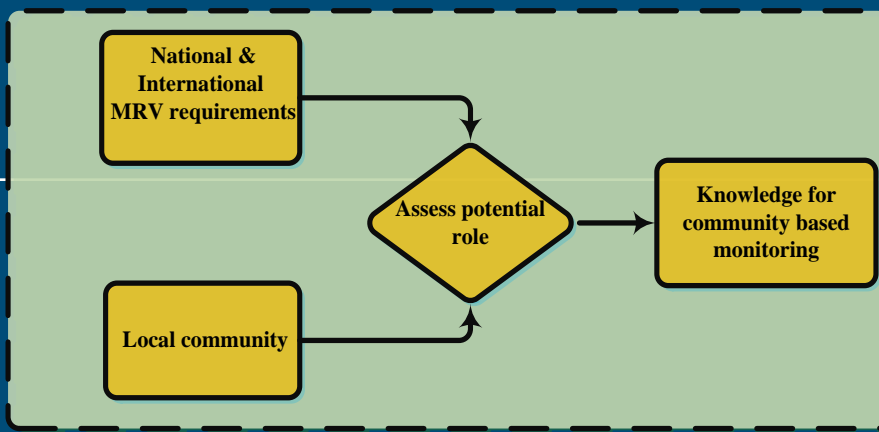 National &
International
MRV requirements
Assess potential
role
Knowledge for
community based
monitoring
Local community